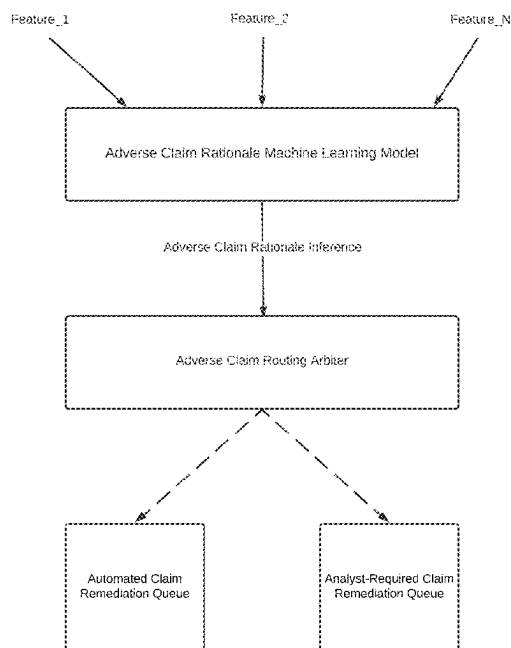 Feature_1
Feature_2
Feature_N
Adverse Claim Rationale Machine Learning Model
Adverse Claim Rationale Inference
Adverse Claim Routing Arbiter
Automated Claim
Remediation Queue
Analyst-Required Claim
Remediation Queue